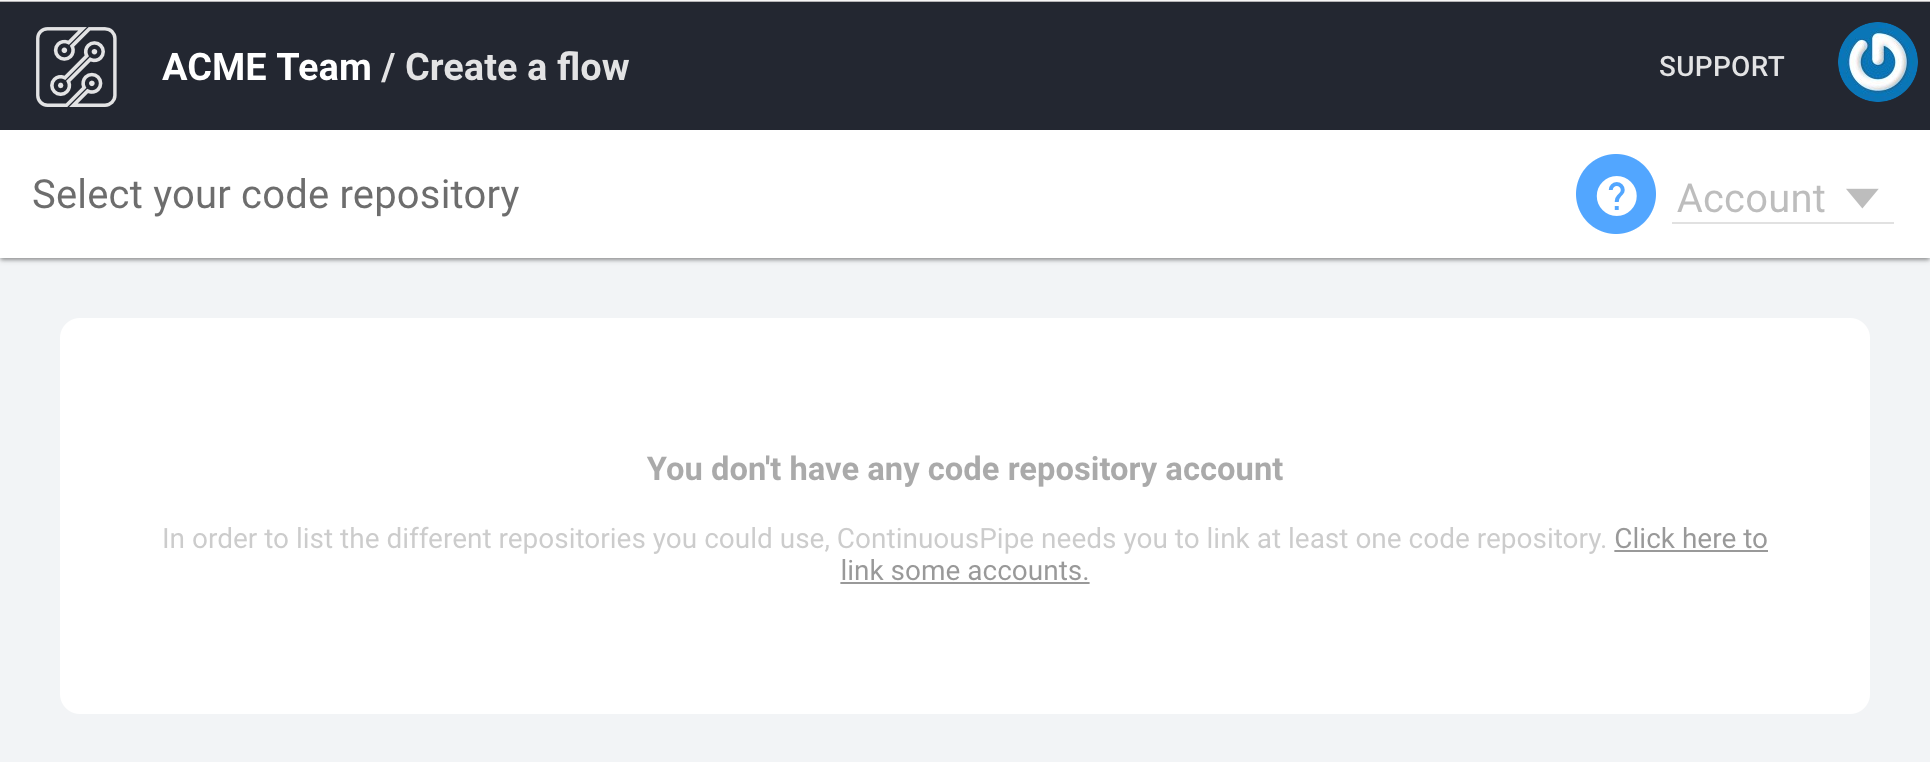 ACME Team / Create a flow
SUPPORT
Select your code repository
?
Account
You don't have any code repository account
In order to list the different repositories you could use, ContinuousPipe needs you to link at least one code repository. Click here to
link some accounts.